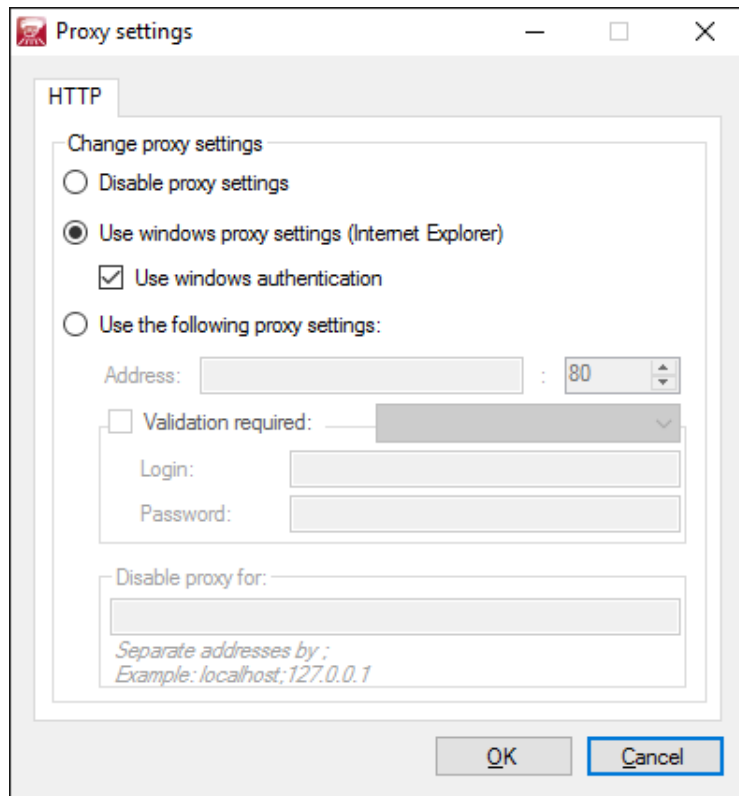 Proxy settings
HTTP
Change proxy settings
Disable proxy settings
Use windows proxy settings (Internet Explorer)
Use windows authentication
Use the following proxy settings:
Address: : 80
Validation required:
Login:
Password:
Disable proxy for:
Separate addresses by ;
Example: localhost;127.0.0.1
OK Cancel